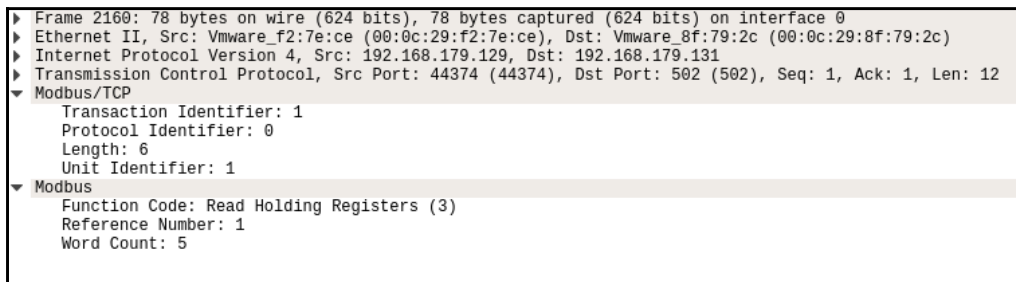 Frame 2160: 78 bytes on wire (624 bits), 78 bytes captured (624 bits) on interface 0
Ethernet II, Src: Vmware_f2:7e:ce (00:0c:29:f2:7e:ce), Dst: Vmware_8f:79:2c (00:0c:29:8f:79:2c)
Internet Protocol Version 4, Src: 192.168.179.129, Dst: 192.168.179.131
Transmission Control Protocol, Src Port: 44374 (44374), Dst Port: 502 (502), Seq: 1, Ack: 1, Len: 12
Modbus/TCP
Transaction Identifier: 1
Protocol Identifier: 0
Length: 6
Unit Identifier: 1
Modbus
Function Code: Read Holding Registers (3)
Reference Number: 1
Word Count: 5